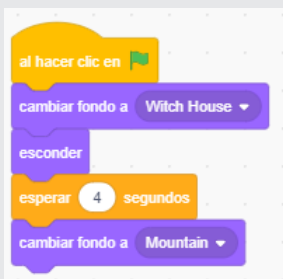 al hacer clic en
cambiar fondo a Witch House
esconder
esperar 4 segundos
cambiar fondo a Mountain